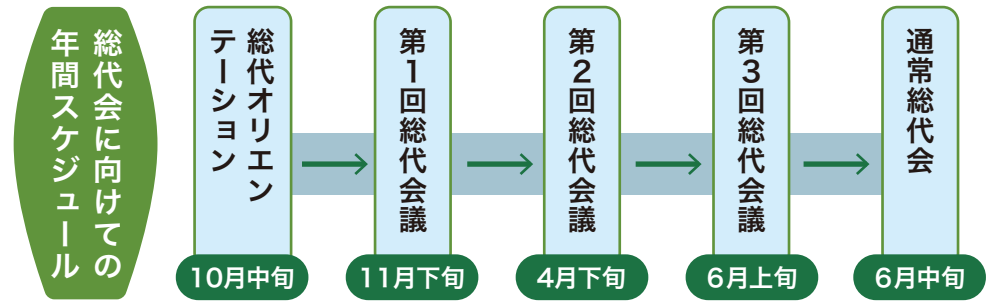 総代会に向けての
年間スケジュール
総代オリエン
テーション
10月中旬
第1回総代会議
11月下旬
第2回総代会議
4月下旬
第3回総代会議
6月上旬
通常総代会
6月中旬